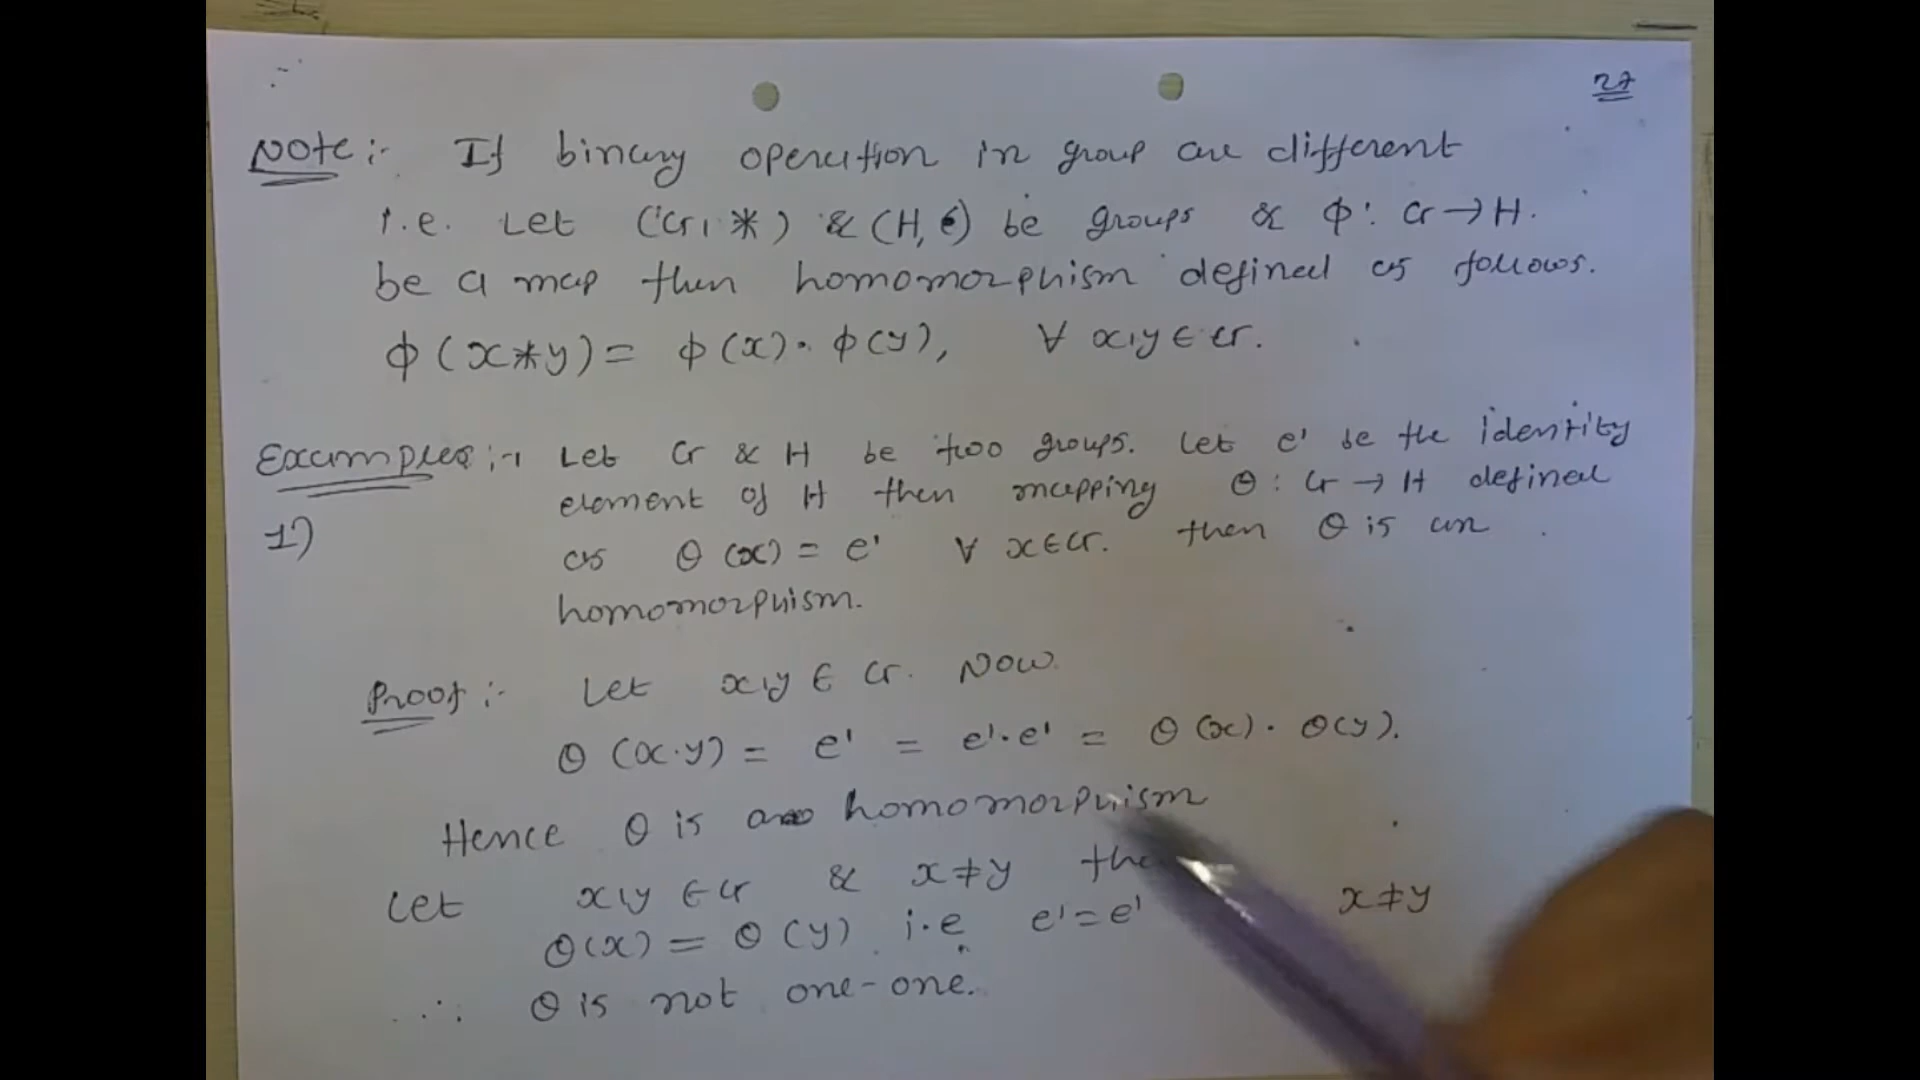 27
Note :- If binary operation in group are different
i.e. Let (G, *) & (H, •) be groups & ϕ : G → H.
be a map then homomorphism defined as follows.
ϕ(x*y) = ϕ(x)·ϕ(y), ∀ x,y ∈ G.
Examples :- Let G & H be two groups. Let e' be the identity
element of H then mapping θ : G → H defined
1) as θ(x) = e' ∀ x ∈ G. then θ is an
homomorphism.
Proof :- Let x,y ∈ G. Now
θ(x·y) = e' = e'·e' = θ(x)·θ(y).
Hence θ is a homomorphism
Let x,y ∈ G & x ≠ y
θ(x) = θ(y) i.e e' = e' x ≠ y
∴ θ is not one-one.